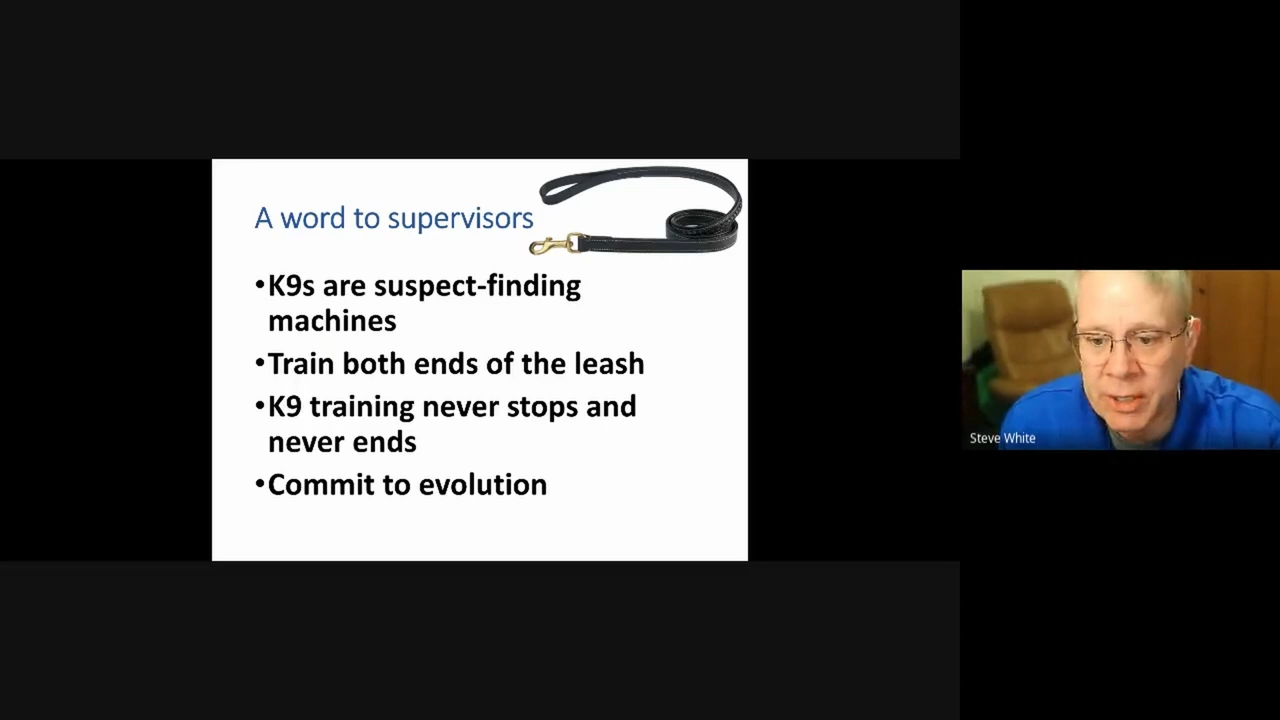 A word to supervisors
•K9s are suspect-finding
machines
•Train both ends of the leash
•K9 training never stops and
never ends
•Commit to evolution
Steve White